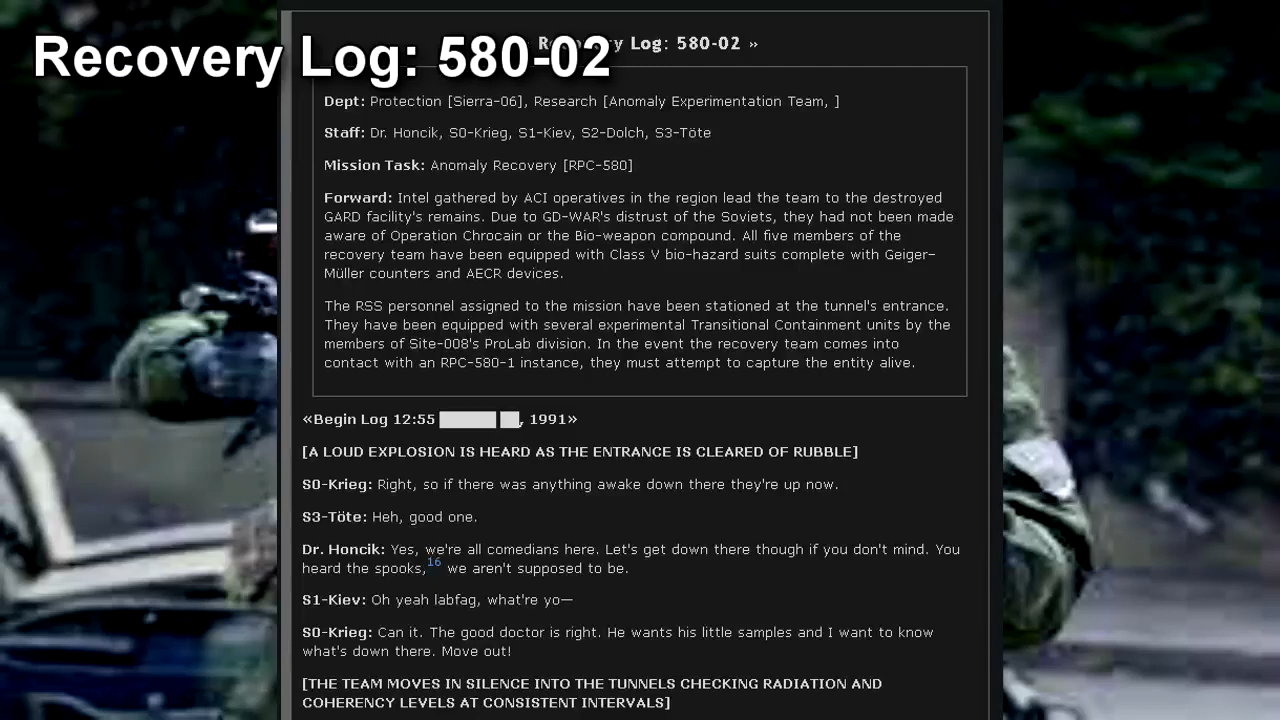 Recovery Log: 580-02
Recovery Log: 580-02 »
Dept: Protection [Sierra-06], Research [Anomaly Experimentation Team, ]
Staff: Dr. Honcik, S0-Krieg, S1-Kiev, S2-Dolch, S3-Töte
Mission Task: Anomaly Recovery [RPC-580]
Forward: Intel gathered by ACI operatives in the region lead the team to the destroyed
GARD facility's remains. Due to GD-WAR's distrust of the Soviets, they had not been made
aware of Operation Chrocain or the Bio-weapon compound. All five members of the
recovery team have been equipped with Class V bio-hazard suits complete with Geiger–
Müller counters and AECR devices.
The RSS personnel assigned to the mission have been stationed at the tunnel's entrance.
They have been equipped with several experimental Transitional Containment units by the
members of Site-008's ProLab division. In the event the recovery team comes into
contact with an RPC-580-1 instance, they must attempt to capture the entity alive.
«Begin Log 12:55 ██████ ██, 1991»
[A LOUD EXPLOSION IS HEARD AS THE ENTRANCE IS CLEARED OF RUBBLE]
S0-Krieg: Right, so if there was anything awake down there they're up now.
S3-Töte: Heh, good one.
Dr. Honcik: Yes, we're all comedians here. Let's get down there though if you don't mind. You
heard the spooks,16 we aren't supposed to be.
S1-Kiev: Oh yeah labfag, what're yo—
S0-Krieg: Can it. The good doctor is right. He wants his little samples and I want to know
what's down there. Move out!
[THE TEAM MOVES IN SILENCE INTO THE TUNNELS CHECKING RADIATION AND
COHERENCY LEVELS AT CONSISTENT INTERVALS]